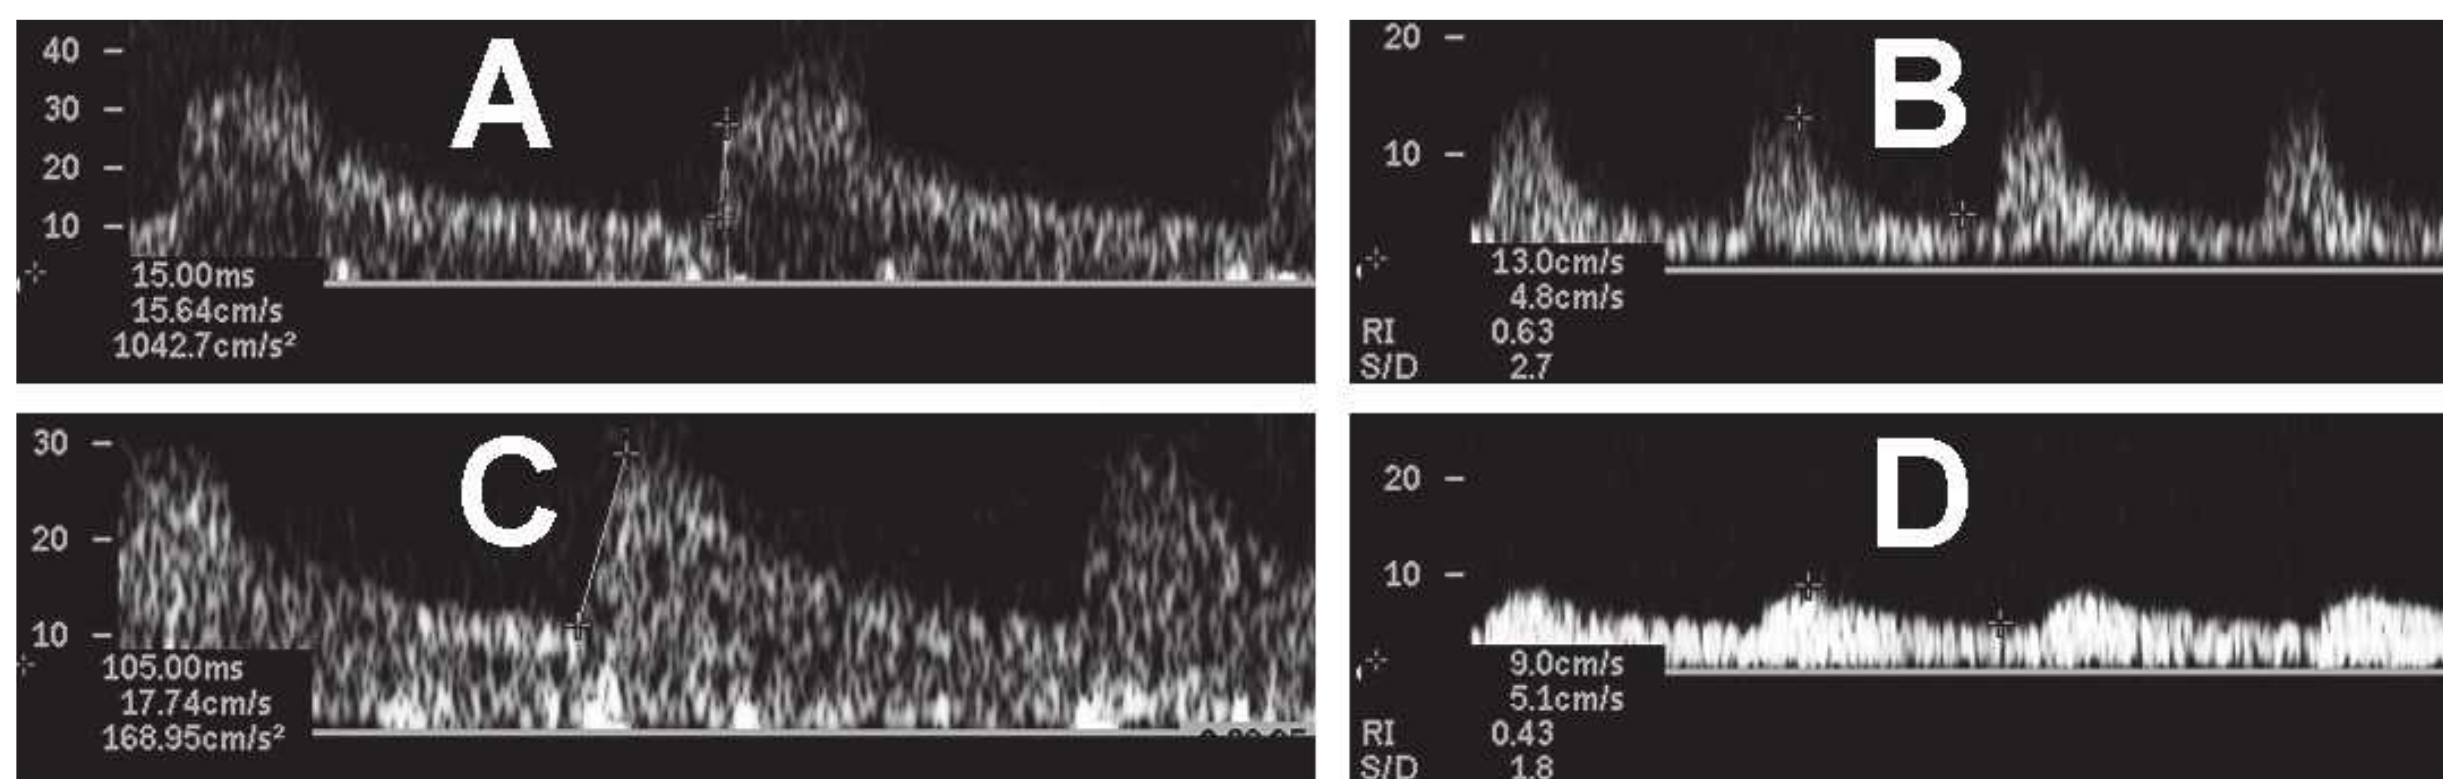 A
40
30
20
10
15.00ms
15.64cm/s
1042.7cm/s²
B
20
10
13.0cm/s
4.8cm/s
RI 0.63
S/D 2.7
C
30
20
10
105.00ms
17.74cm/s
168.95cm/s²
D
20
10
9.0cm/s
5.1cm/s
RI 0.43
S/D 1.8